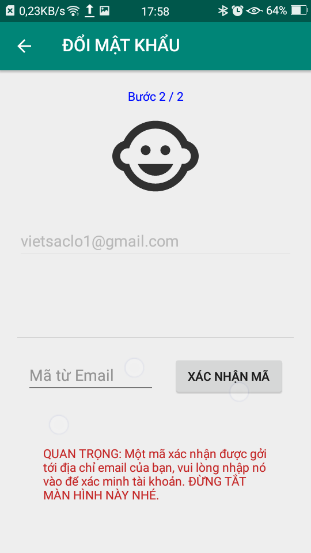 0,23KB/s 17:58 64%
ĐỔI MẬT KHẨU
Bước 2 / 2
vietsaclo1@gmail.com
Mã từ Email XÁC NHẬN MÃ
QUAN TRỌNG: Một mã xác nhận được gởi
tới địa chỉ email của bạn, vui lòng nhập nó
vào để xác minh tài khoản. ĐỪNG TẮT
MÀN HÌNH NÀY NHÉ.